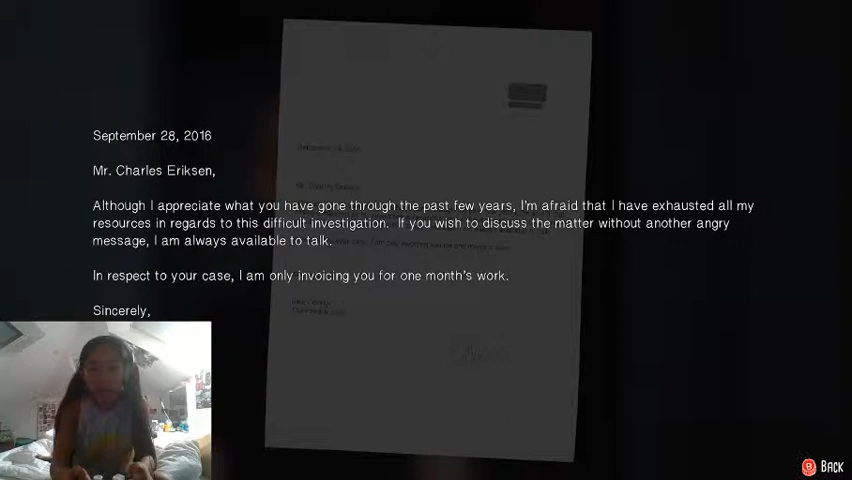 September 28, 2016
Mr. Charles Eriksen,
Although I appreciate what you have gone through the past few years, I'm afraid that I have exhausted all my
resources in regards to this difficult investigation. If you wish to discuss the matter without another angry
message, I am always available to talk.
In respect to your case, I am only invoicing you for one month's work.
Sincerely,
B BACK